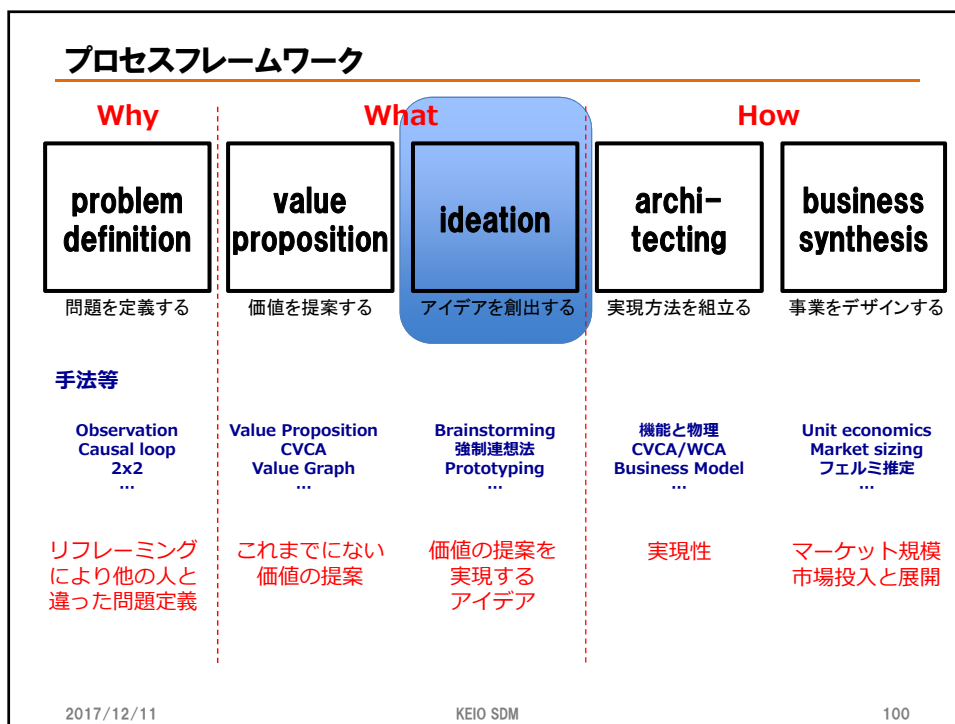 プロセスフレームワーク
Why
What
How
problem
definition
value
proposition
ideation
archi-
tecting
business
synthesis
問題を定義する
価値を提案する
アイデアを創出する
実現方法を組立る
事業をデザインする
手法等
Observation
Causal loop
2x2
...
Value Proposition
CVCA
Value Graph
...
Brainstorming
強制連想法
Prototyping
...
機能と物理
CVCA/WCA
Business Model
...
Unit economics
Market sizing
フェルミ推定
...
リフレーミング
により他の人と
違った問題定義
これまでにない
価値の提案
価値の提案を
実現する
アイデア
実現性
マーケット規模
市場投入と展開
2017/12/11
KEIO SDM
100